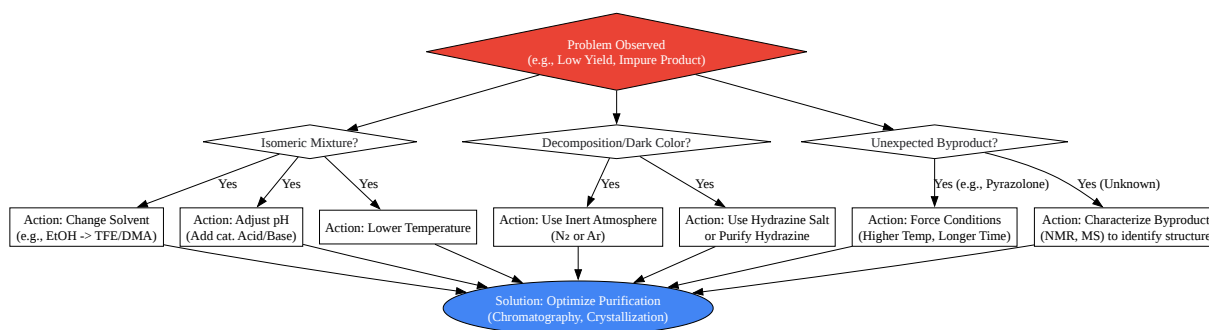 Problem Observed
(e.g., Low Yield, Impure Product)
Isomeric Mixture?
Decomposition/Dark Color?
Unexpected Byproduct?
Yes
Yes
Yes
Yes
Yes
Yes (e.g., Pyrazolone)
Yes (Unknown)
Action: Change Solvent
(e.g., EtOH -> TFE/DMA)
Action: Adjust pH
(Add cat. Acid/Base)
Action: Lower Temperature
Action: Use Inert Atmosphere
(N₂ or Ar)
Action: Use Hydrazine Salt
or Purify Hydrazine
Action: Force Conditions
(Higher Temp, Longer Time)
Action: Characterize Byproduct
(NMR, MS) to identify structure
Solution: Optimize Purification
(Chromatography, Crystallization)